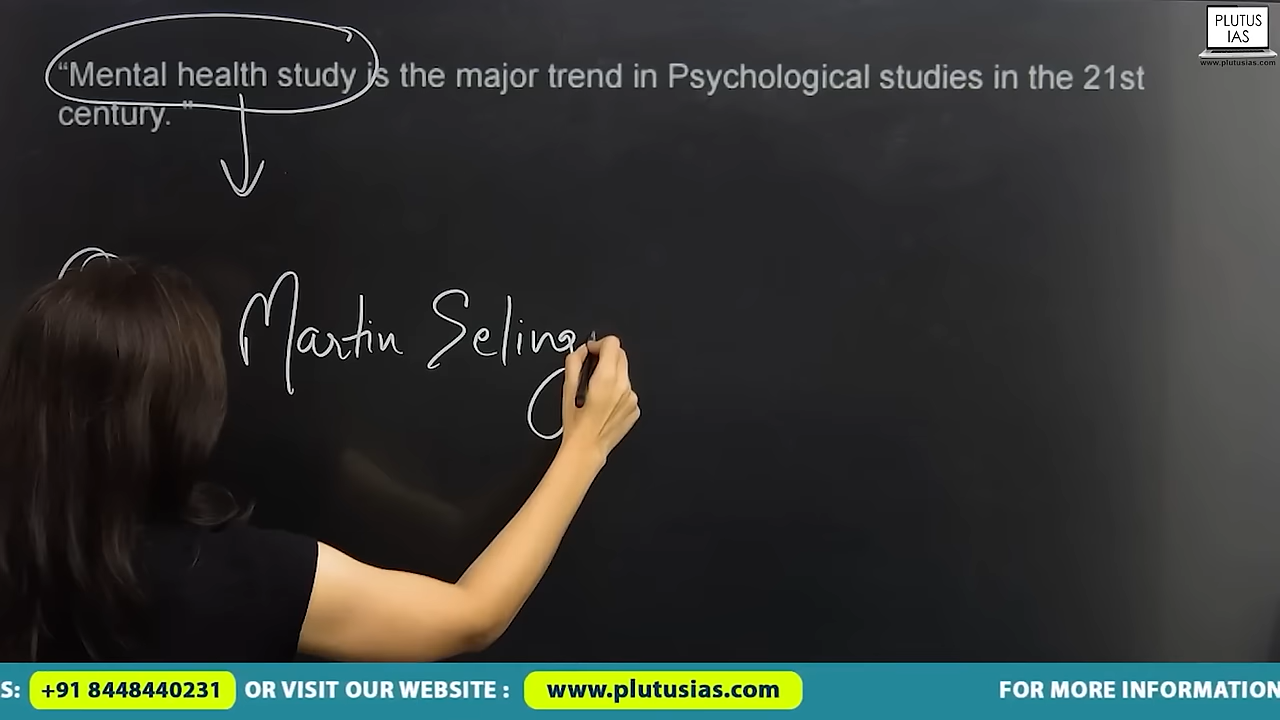 PLUTUS
IAS
www.plutusias.com
“Mental health study is the major trend in Psychological studies in the 21st
century. ”
Martin Seling
S: +91 8448440231 OR VISIT OUR WEBSITE : www.plutusias.com FOR MORE INFORMATION